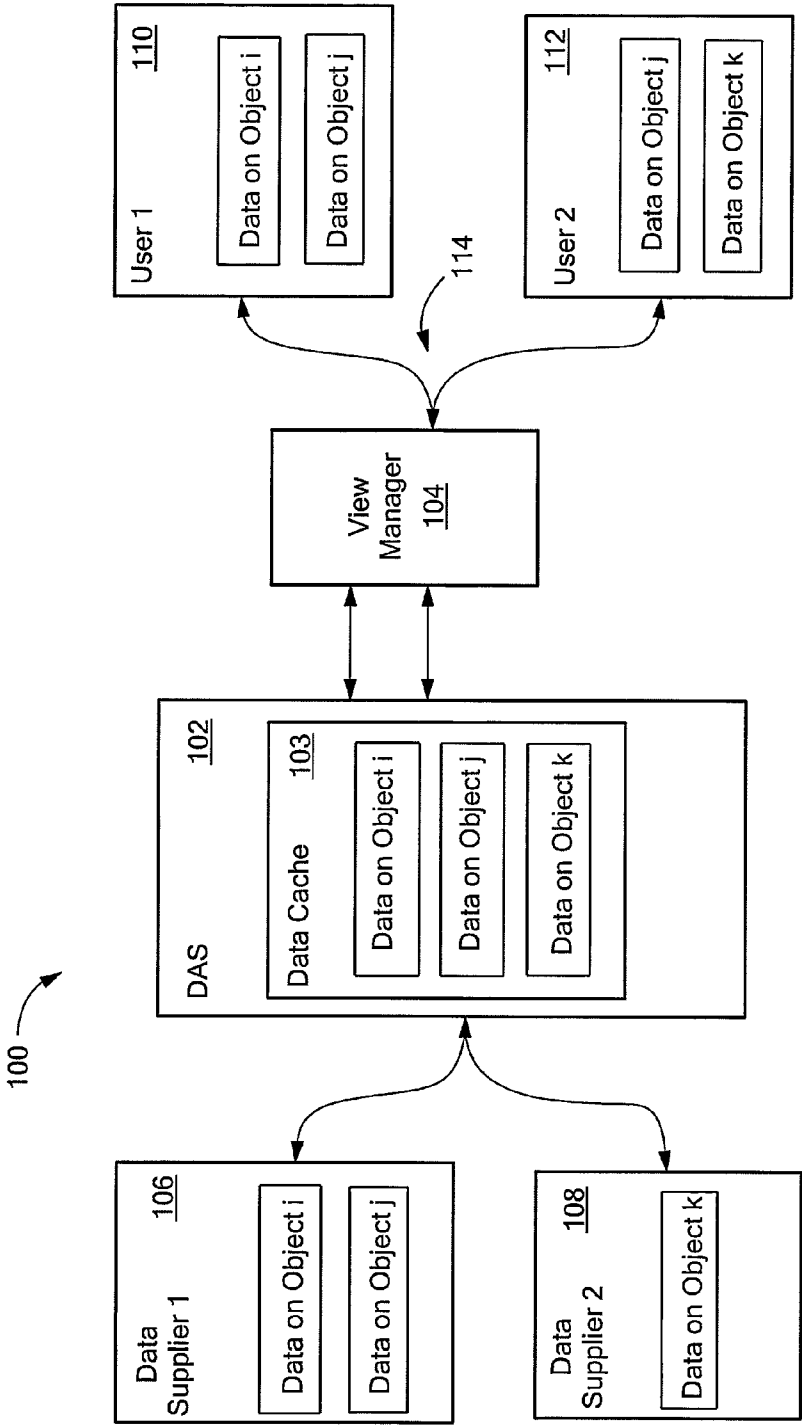 100
Data
Supplier 1
106
Data on Object i
Data on Object j
Data
Supplier 2
108
Data on Object k
DAS
102
Data Cache
103
Data on Object i
Data on Object j
Data on Object k
View
Manager
104
114
User 1
110
Data on Object i
Data on Object j
User 2
112
Data on Object j
Data on Object k